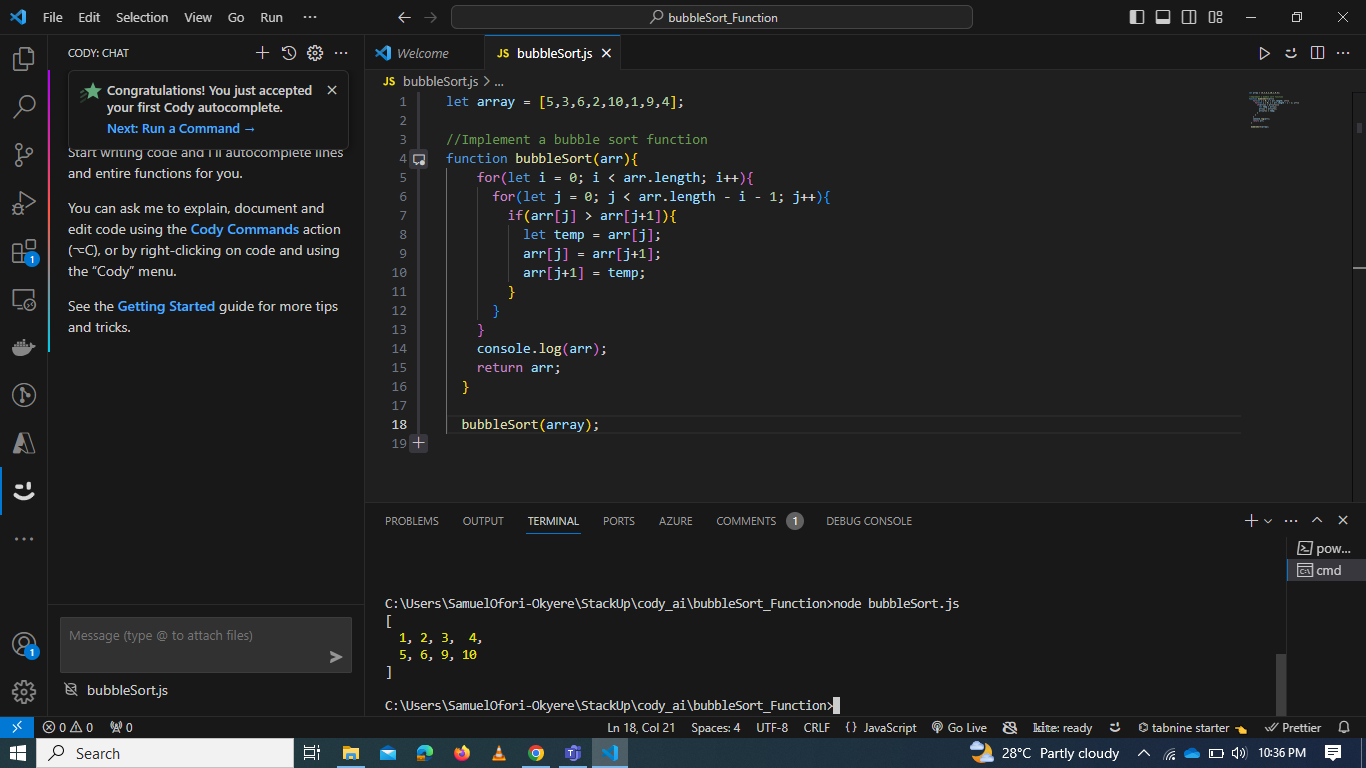 File Edit Selection View Go Run ···
bubbleSort_Function
CODY: CHAT
Congratulations! You just accepted
your first Cody autocomplete.
Next: Run a Command →
Start writing code and I'll autocomplete lines
and entire functions for you.
You can ask me to explain, document and
edit code using the Cody Commands action
(⌥C), or by right-clicking on code and using
the “Cody” menu.
See the Getting Started guide for more tips
and tricks.
Message (type @ to attach files)
bubbleSort.js
1
1
Welcome
JS bubbleSort.js
JS bubbleSort.js > ...
1 let array = [5,3,6,2,10,1,9,4];
2
3 //Implement a bubble sort function
4 function bubbleSort(arr){
5 for(let i = 0; i < arr.length; i++){
6 for(let j = 0; j < arr.length - i - 1; j++){
7 if(arr[j] > arr[j+1]){
8 let temp = arr[j];
9 arr[j] = arr[j+1];
10 arr[j+1] = temp;
11 }
12 }
13 }
14 console.log(arr);
15 return arr;
16 }
17
18 bubbleSort(array);
19
PROBLEMS OUTPUT TERMINAL PORTS AZURE COMMENTS 1 DEBUG CONSOLE
pow...
cmd
C:\Users\SamuelOfori-Okyere\StackUp\cody_ai\bubbleSort_Function>node bubbleSort.js
[
1, 2, 3, 4,
5, 6, 9, 10
]
C:\Users\SamuelOfori-Okyere\StackUp\cody_ai\bubbleSort_Function>
0 0 0 Ln 18, Col 21 Spaces: 4 UTF-8 CRLF {} JavaScript Go Live kite: ready tabnine starter Prettier
Search 28°C Partly cloudy 10:36 PM